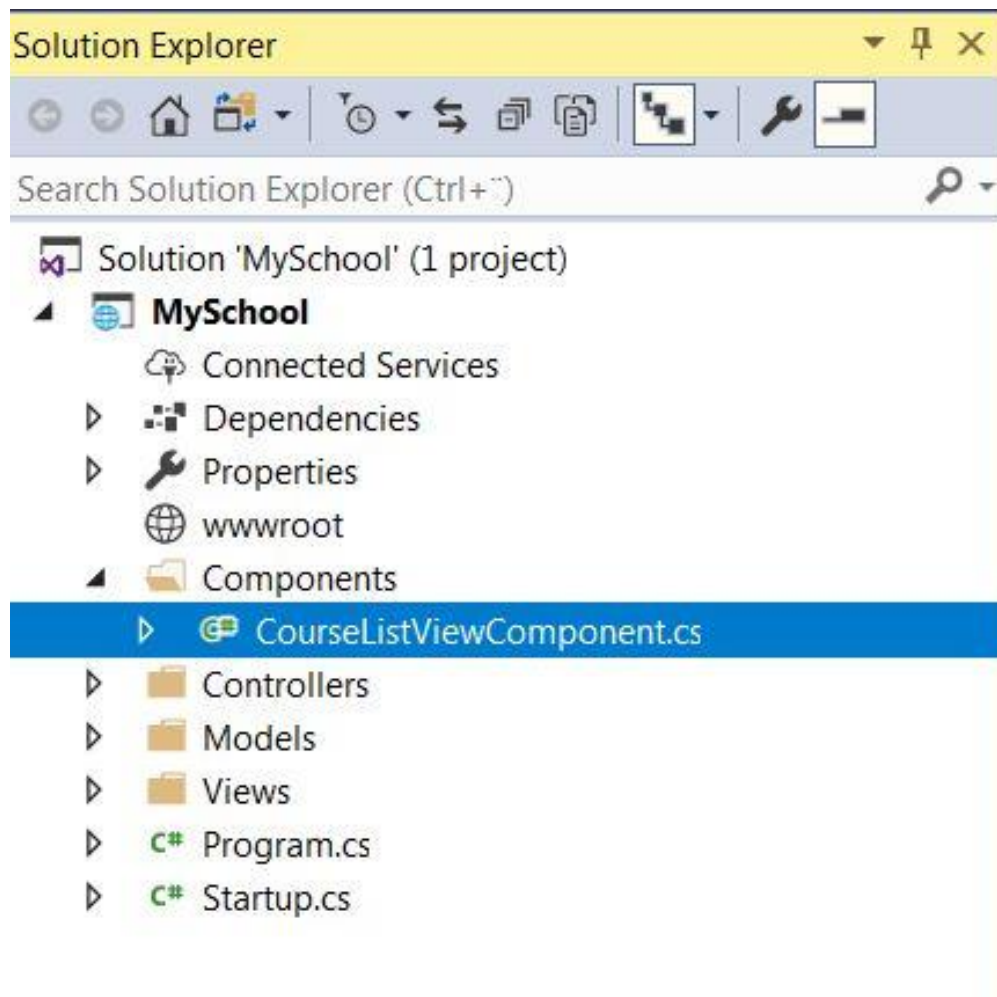 Solution Explorer
Search Solution Explorer (Ctrl+¨)
Solution 'MySchool' (1 project)
MySchool
Connected Services
Dependencies
Properties
wwwroot
Components
CourseListViewComponent.cs
Controllers
Models
Views
C# Program.cs
C# Startup.cs